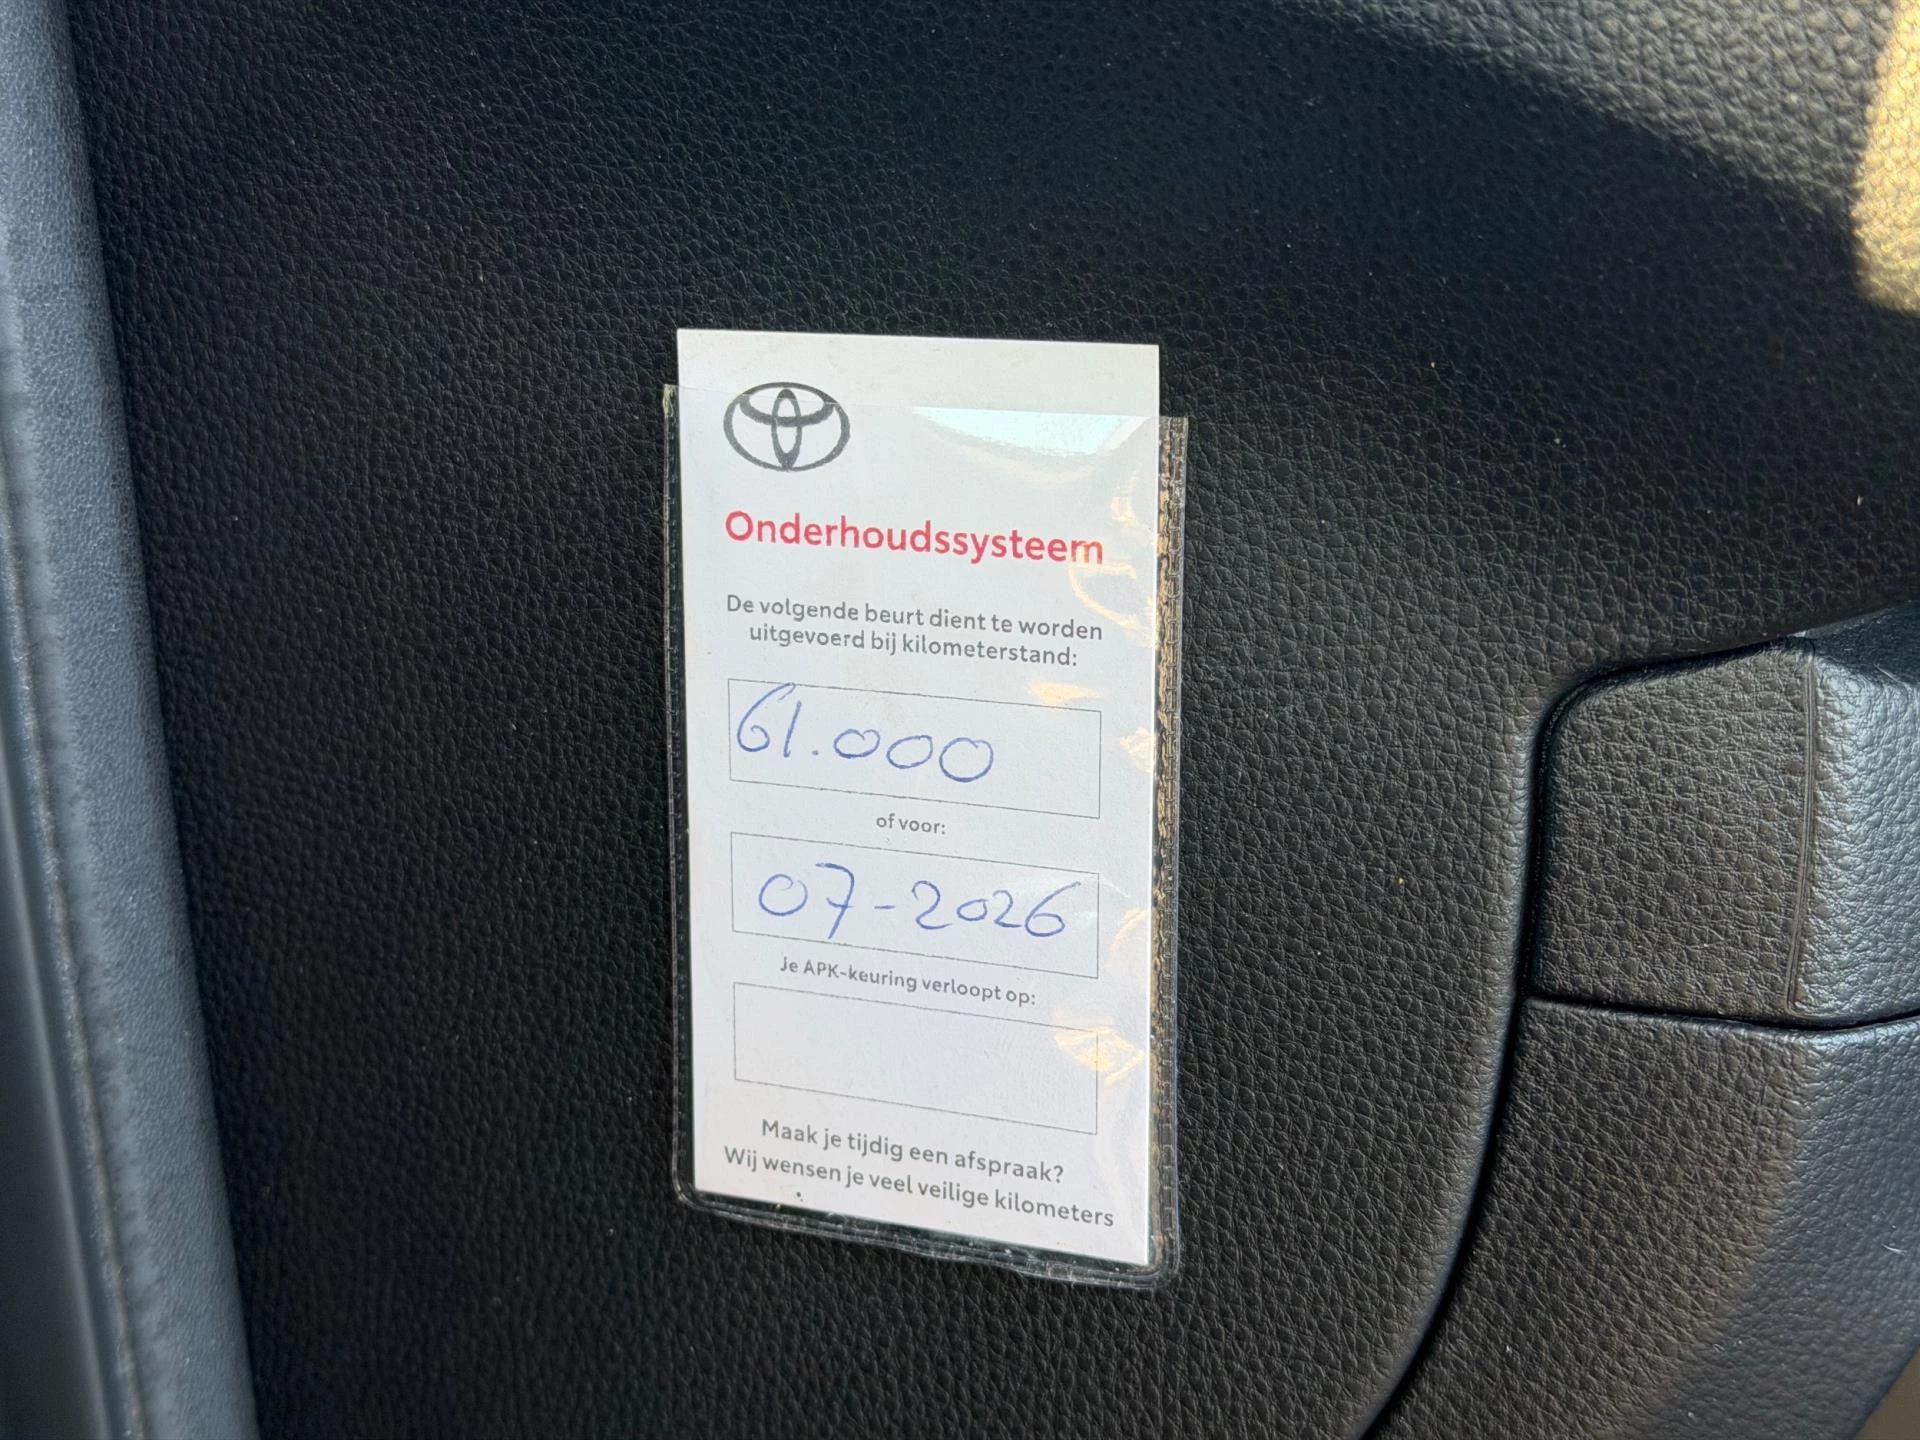 Onderhoudssysteem
De volgende beurt dient te worden
uitgevoerd bij kilometerstand:
61.000
of voor:
07-2026
Je APK-keuring verloopt op:
Maak je tijdig een afspraak?
Wij wensen je veel veilige kilometers